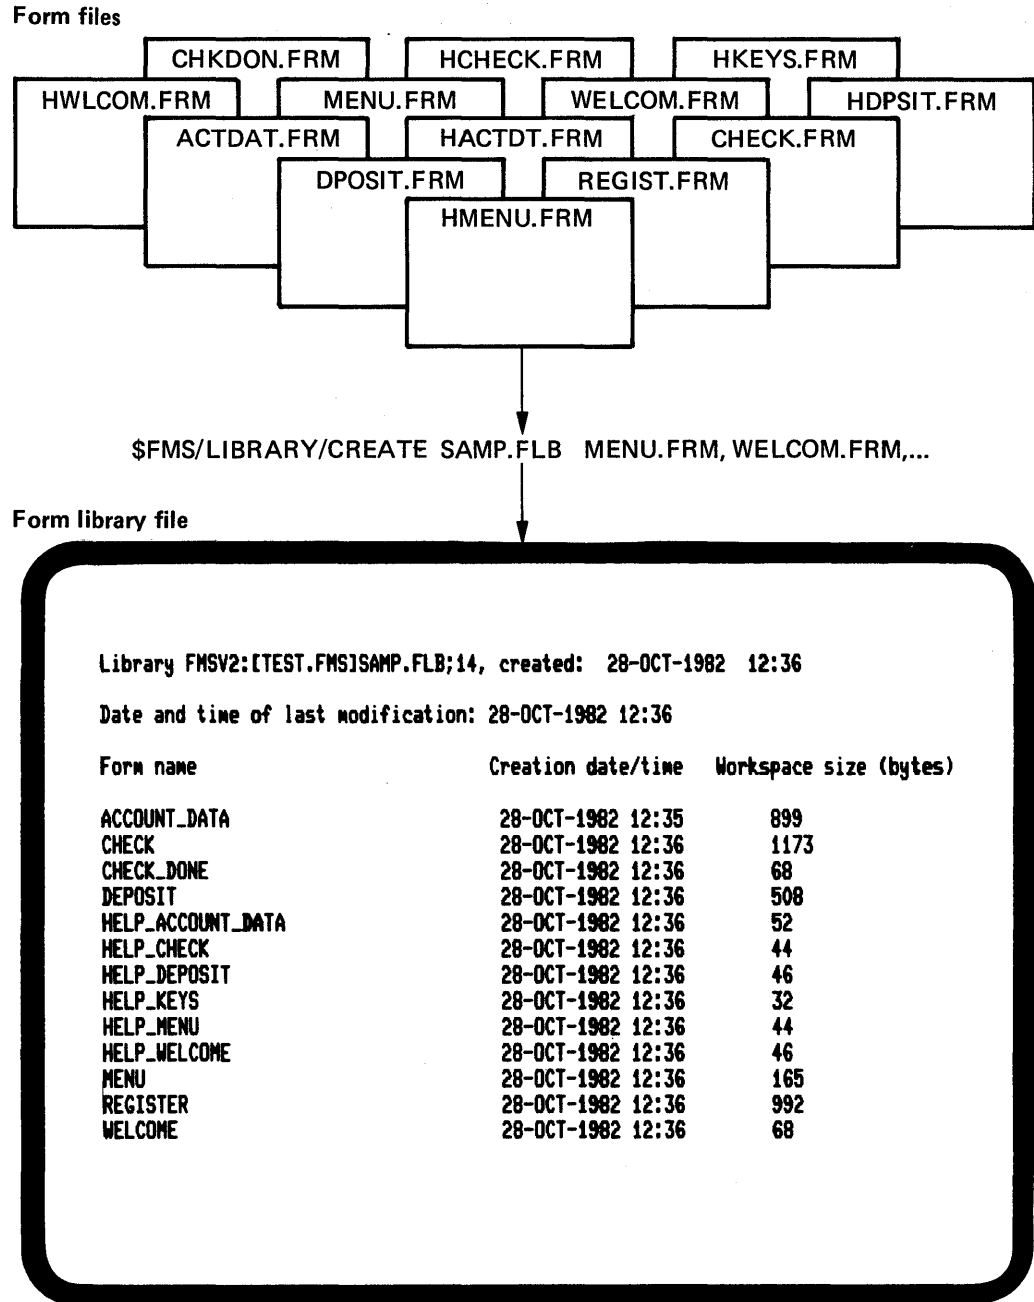 Form files
CHKDON.FRM HCHECK.FRM HKEYS.FRM
HWLCOM.FRM MENU.FRM WELCOM.FRM HDPSIT.FRM
ACTDAT.FRM HACTDT.FRM CHECK.FRM
DPOSIT.FRM REGIST.FRM
HMENU.FRM
$FMS/LIBRARY/CREATE SAMP.FLB MENU.FRM, WELCOM.FRM,...
Form library file
Library FMSV2:[TEST.FMS]SAMP.FLB;14, created: 28-OCT-1982 12:36
Date and time of last modification: 28-OCT-1982 12:36
Form name Creation date/time Workspace size (bytes)
ACCOUNT_DATA 28-OCT-1982 12:35 899
CHECK 28-OCT-1982 12:36 1173
CHECK_DONE 28-OCT-1982 12:36 68
DEPOSIT 28-OCT-1982 12:36 508
HELP_ACCOUNT_DATA 28-OCT-1982 12:36 52
HELP_CHECK 28-OCT-1982 12:36 44
HELP_DEPOSIT 28-OCT-1982 12:36 46
HELP_KEYS 28-OCT-1982 12:36 32
HELP_MENU 28-OCT-1982 12:36 44
HELP_WELCOME 28-OCT-1982 12:36 46
MENU 28-OCT-1982 12:36 165
REGISTER 28-OCT-1982 12:36 992
WELCOME 28-OCT-1982 12:36 68